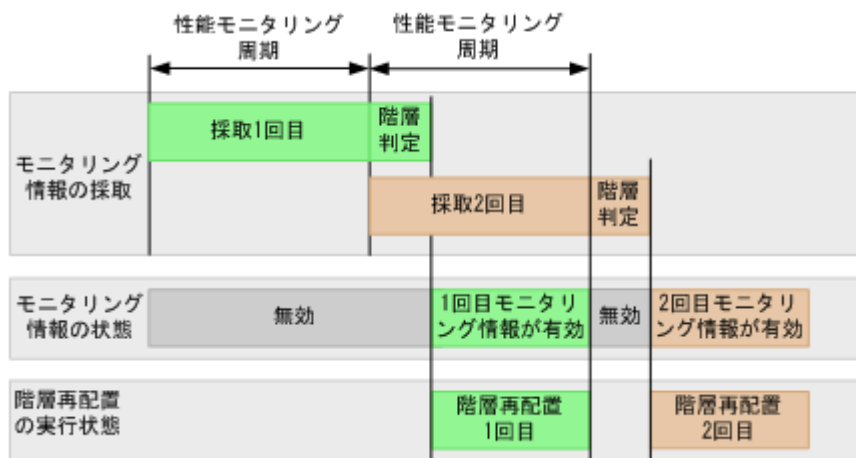 性能モニタリング
周期
性能モニタリング
周期
モニタリング
情報の採取
採取1回目
階層
判定
採取2回目
階層
判定
モニタリング
情報の状態
無効
1回目モニタリ
ング情報が有効
無効
2回目モニタリ
ング情報が有効
階層再配置
の実行状態
階層再配置
1回目
階層再配置
2回目